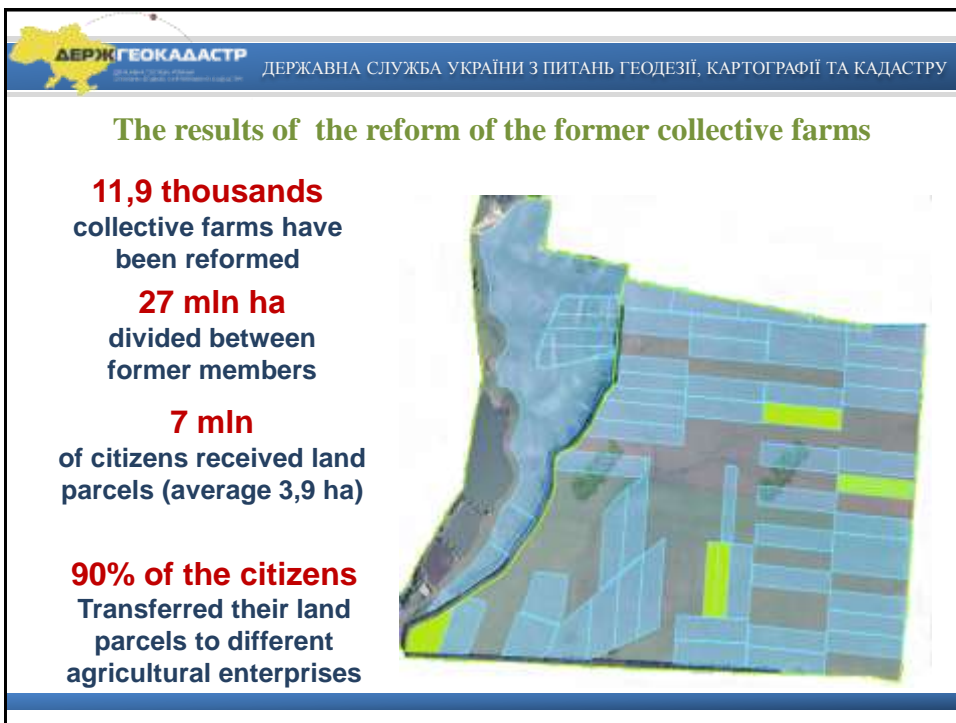 ДЕРЖГЕОКАДАСТР
ДЕРЖАВНА СЛУЖБА УКРАЇНИ З ПИТАНЬ ГЕОДЕЗІЇ, КАРТОГРАФІЇ ТА КАДАСТРУ
The results of the reform of the former collective farms
11,9 thousands
collective farms have
been reformed
27 mln ha
divided between
former members
7 mln
of citizens received land
parcels (average 3,9 ha)
90% of the citizens
Transferred their land
parcels to different
agricultural enterprises